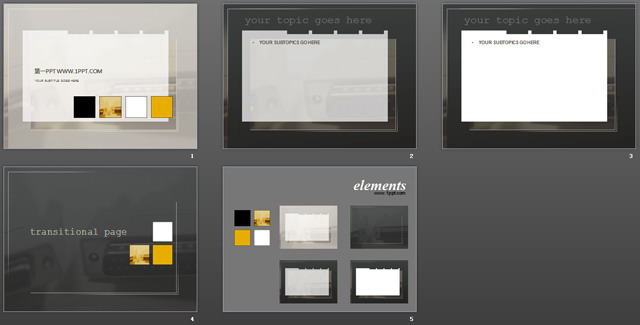 第一PPT WWW.1PPT.COM
YOUR SUBTITLE GOES HERE
1
your topic goes here
• YOUR SUBTOPICS GO HERE
2
your topic goes here
• YOUR SUBTOPICS GO HERE
3
transitional page
4
elements
www.1ppt.com
5